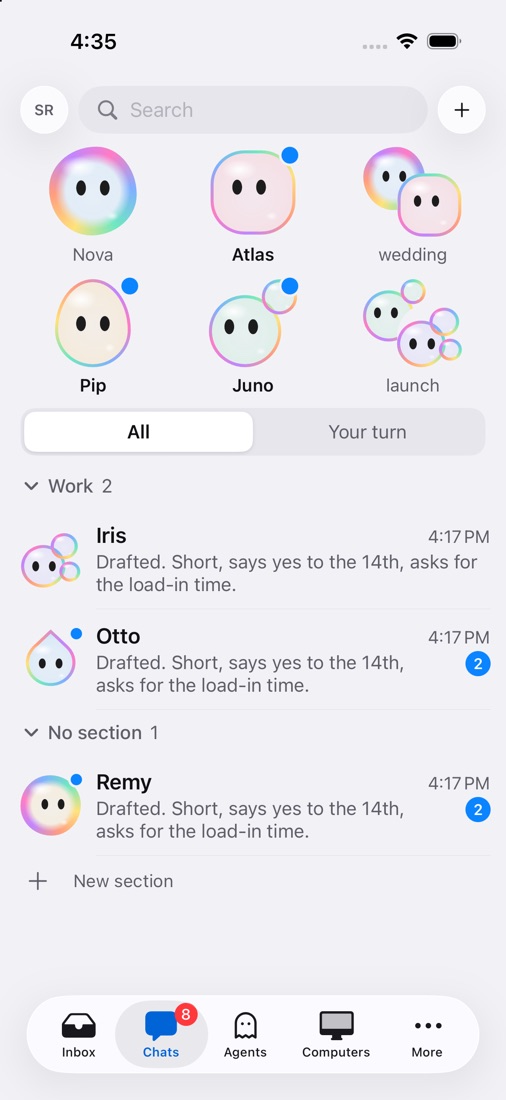 4:35
SR
Search
Nova
Atlas
wedding
Pip
Juno
launch
All
Your turn
Work 2
Iris
4:17 PM
Drafted. Short, says yes to the 14th, asks for
the load-in time.
Otto
4:17 PM
Drafted. Short, says yes to the 14th,
asks for the load-in time.
2
No section 1
Remy
4:17 PM
Drafted. Short, says yes to the 14th,
asks for the load-in time.
2
New section
8
Inbox
Chats
Agents
Computers
More